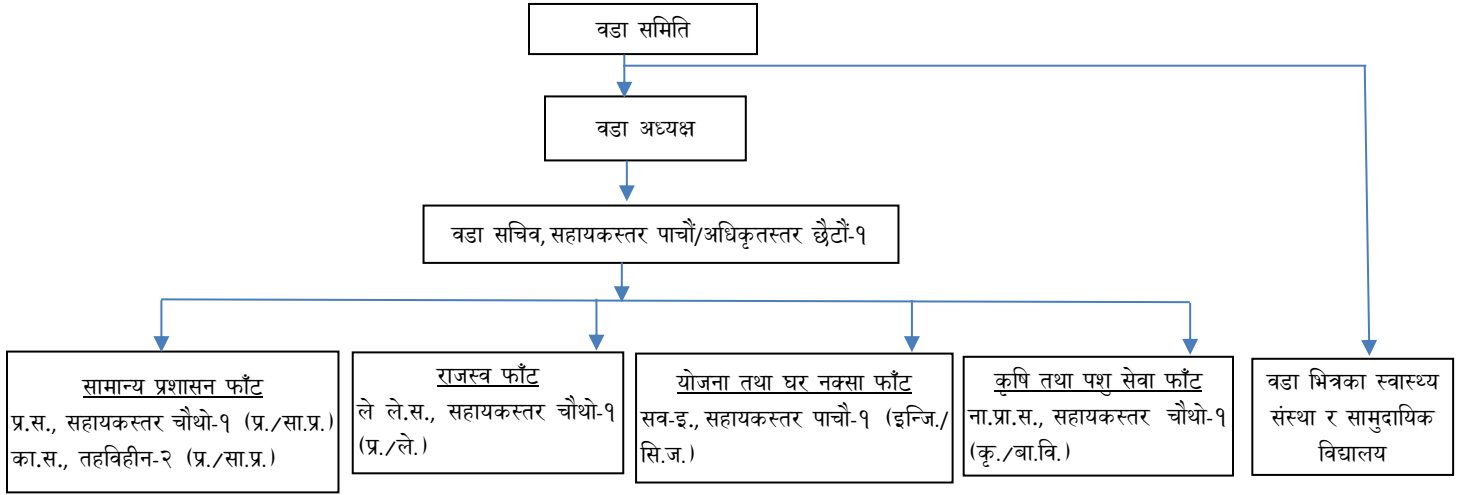 वडा समिति
वडा अध्यक्ष
वडा सचिव, सहायकस्तर पाचौं/अधिकृतस्तर छैटौं-१
सामान्य प्रशासन फाँट
प्र.स., सहायकस्तर चौथो-१ (प्र./सा.प्र.)
का.स., तहविहीन-२ (प्र./सा.प्र.)
राजस्व फाँट
ले ले.स., सहायकस्तर चौथो-१
(प्र./ले.)
योजना तथा घर नक्सा फाँट
सव-इ., सहायकस्तर पाचौ-१ (इन्जि./
सि.ज.)
कृषि तथा पशु सेवा फाँट
ना.प्रा.स., सहायकस्तर चौथो-१
(कृ./बा.वि.)
वडा भित्रका स्वास्थ्य
संस्था र सामुदायिक
विद्यालय